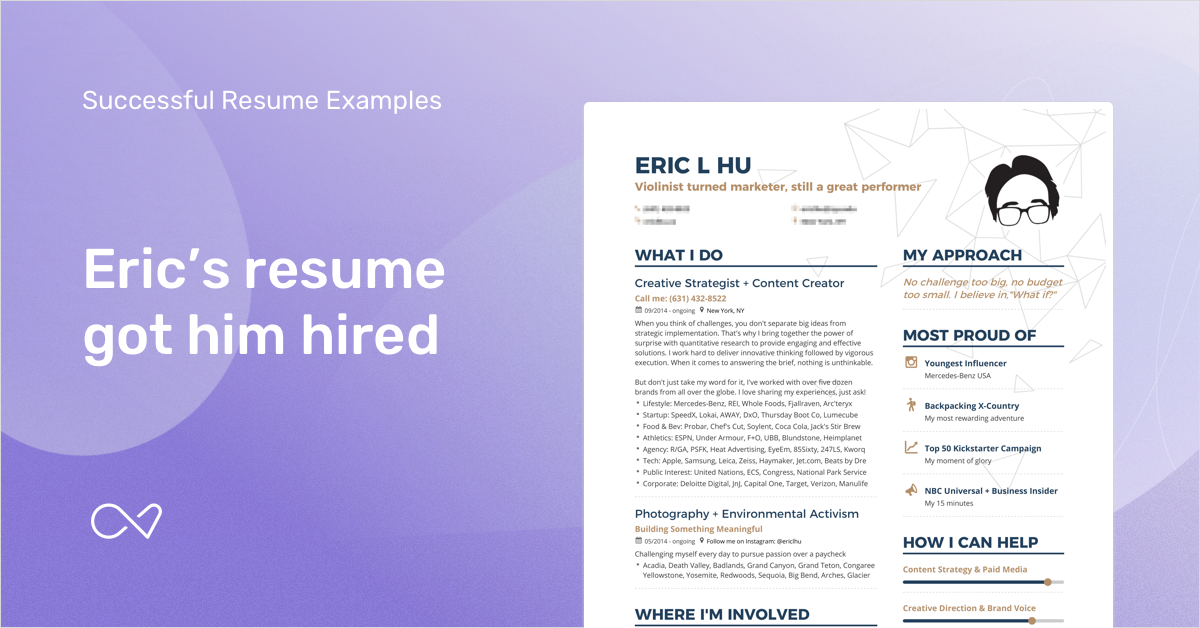 Successful Resume Examples
Eric’s resume
got him hired
ERIC L HU
Violinist turned marketer, still a great performer
WHAT I DO
Creative Strategist + Content Creator
Call me: (631) 432-8522
09/2014 - ongoing New York, NY
When you think of challenges, you don't separate big ideas from
strategic implementation. That's why I bring together the power of
surprise with quantitative research to provide engaging and effective
solutions. I work hard to deliver innovative thinking followed by vigorous
execution. When it comes to answering the brief, nothing is unthinkable.
But don't just take my word for it, I've worked with over five dozen
brands from all over the globe. I love sharing my experiences, just ask!
• Lifestyle: Mercedes-Benz, REI, Whole Foods, Fjallraven, Arc'teryx
• Startup: SpeedX, Lokai, AWAY, DxO, Thursday Boot Co, Lumecube
• Food & Bev: Probar, Chef's Cut, Soylent, Coca Cola, Jack's Stir Brew
• Athletics: ESPN, Under Armour, F+O, UBB, Blundstone, Heimplanet
• Agency: R/GA, PSFK, Heat Advertising, EyeEm, 85Sixty, 247LS, Kworq
• Tech: Apple, Samsung, Leica, Zeiss, Haymaker, Jet.com, Beats by Dre
• Public Interest: United Nations, ECS, Congress, National Park Service
• Corporate: Deloitte Digital, JnJ, Capital One, Target, Verizon, Manulife
Photography + Environmental Activism
Building Something Meaningful
05/2014 - ongoing Follow me on Instagram: @ericlhu
Challenging myself every day to pursue passion over a paycheck
• Acadia, Death Valley, Badlands, Grand Canyon, Grand Teton, Congaree
Yellowstone, Yosemite, Redwoods, Sequoia, Big Bend, Arches, Glacier
WHERE I'M INVOLVED
MY APPROACH
No challenge too big, no budget
too small. I believe in,"What if?"
MOST PROUD OF
Youngest Influencer
Mercedes-Benz USA
Backpacking X-Country
My most rewarding adventure
Top 50 Kickstarter Campaign
My moment of glory
NBC Universal + Business Insider
My 15 minutes
HOW I CAN HELP
Content Strategy & Paid Media
Creative Direction & Brand Voice